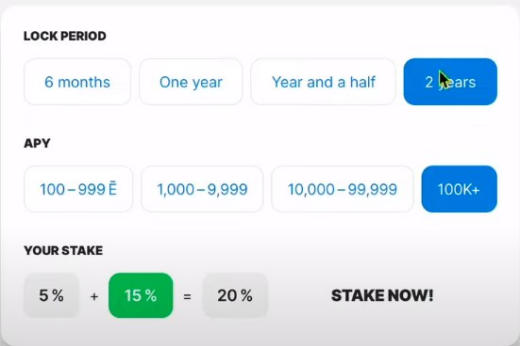 LOCK PERIOD
6 months One year Year and a half 2 years
APY
100 – 999 Ē 1,000 – 9,999 10,000 – 99,999 100K+
YOUR STAKE
5 % + 15 % = 20 % STAKE NOW!